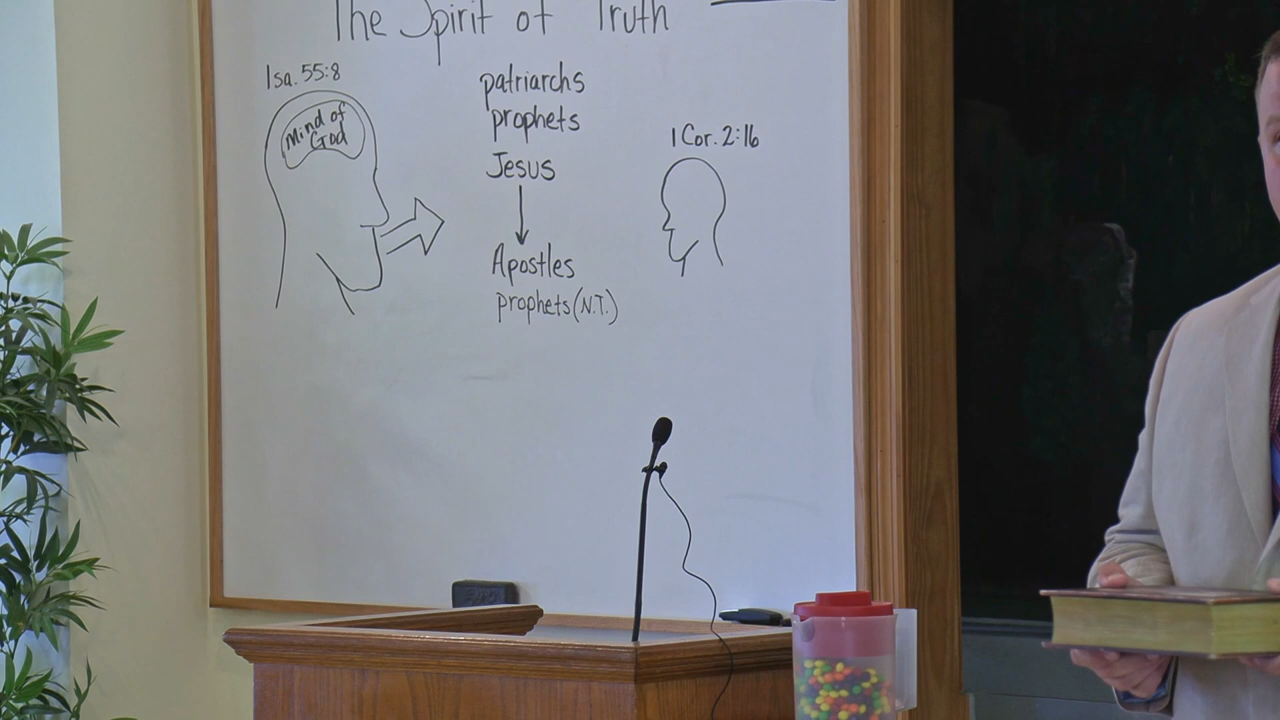 The Spirit of Truth
Isa. 55:8
Mind of
God
patriarchs
prophets
Jesus
Apostles
prophets (N.T.)
1 Cor. 2:16